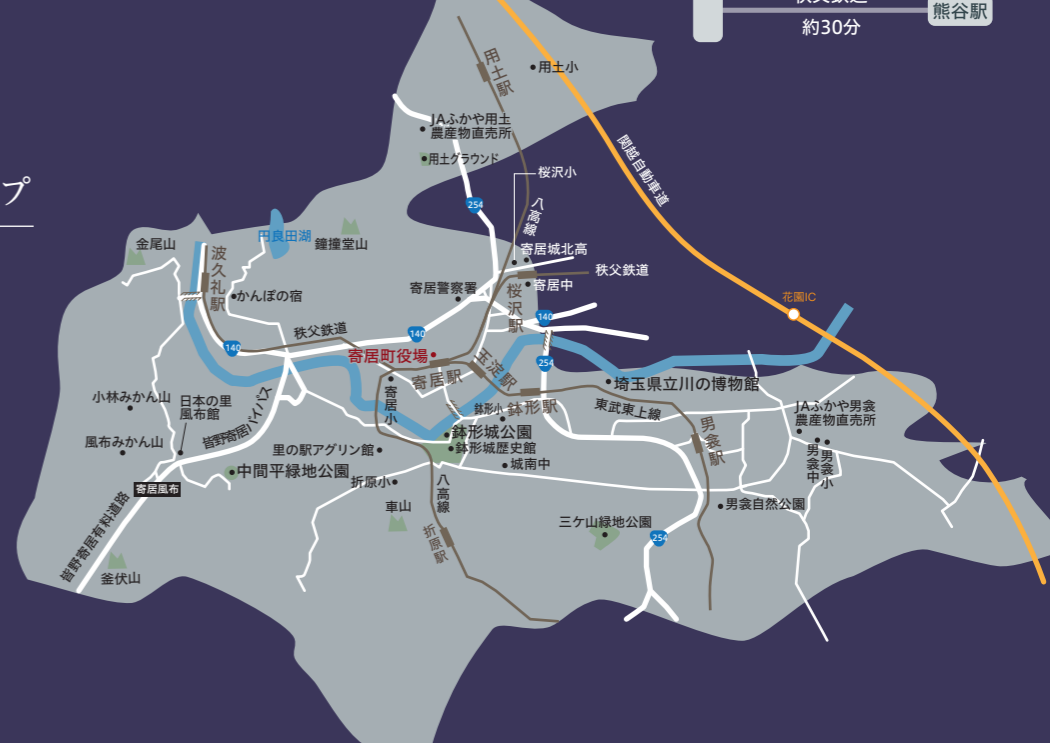 秩父鉄道
熊谷駅
約30分
プ
用土駅
用土小
JAふかや用土
農産物直売所
用土グラウンド
関越自動車道
桜沢小
254
八高線
金尾山
円良田湖
鐘撞堂山
波久礼駅
寄居城北高
秩父鉄道
かんぽの宿
寄居警察署
桜沢駅
寄居中
花園IC
140
秩父鉄道
140
140
寄居町役場
玉淀駅
254
寄居駅
寄居小
埼玉県立川の博物館
小林みかん山
日本の里
風布館
皆野寄居バイパス
鉢形小
鉢形駅
東武東上線
JAふかや男衾
農産物直売所
男衾駅
風布みかん山
里の駅アグリン館
鉢形城公園
鉢形城歴史館
城南中
男衾中
男衾小
中間平緑地公園
折原小
八高線
寄居風布
車山
男衾自然公園
皆野寄居有料道路
折原駅
三ケ山緑地公園
254
釜伏山